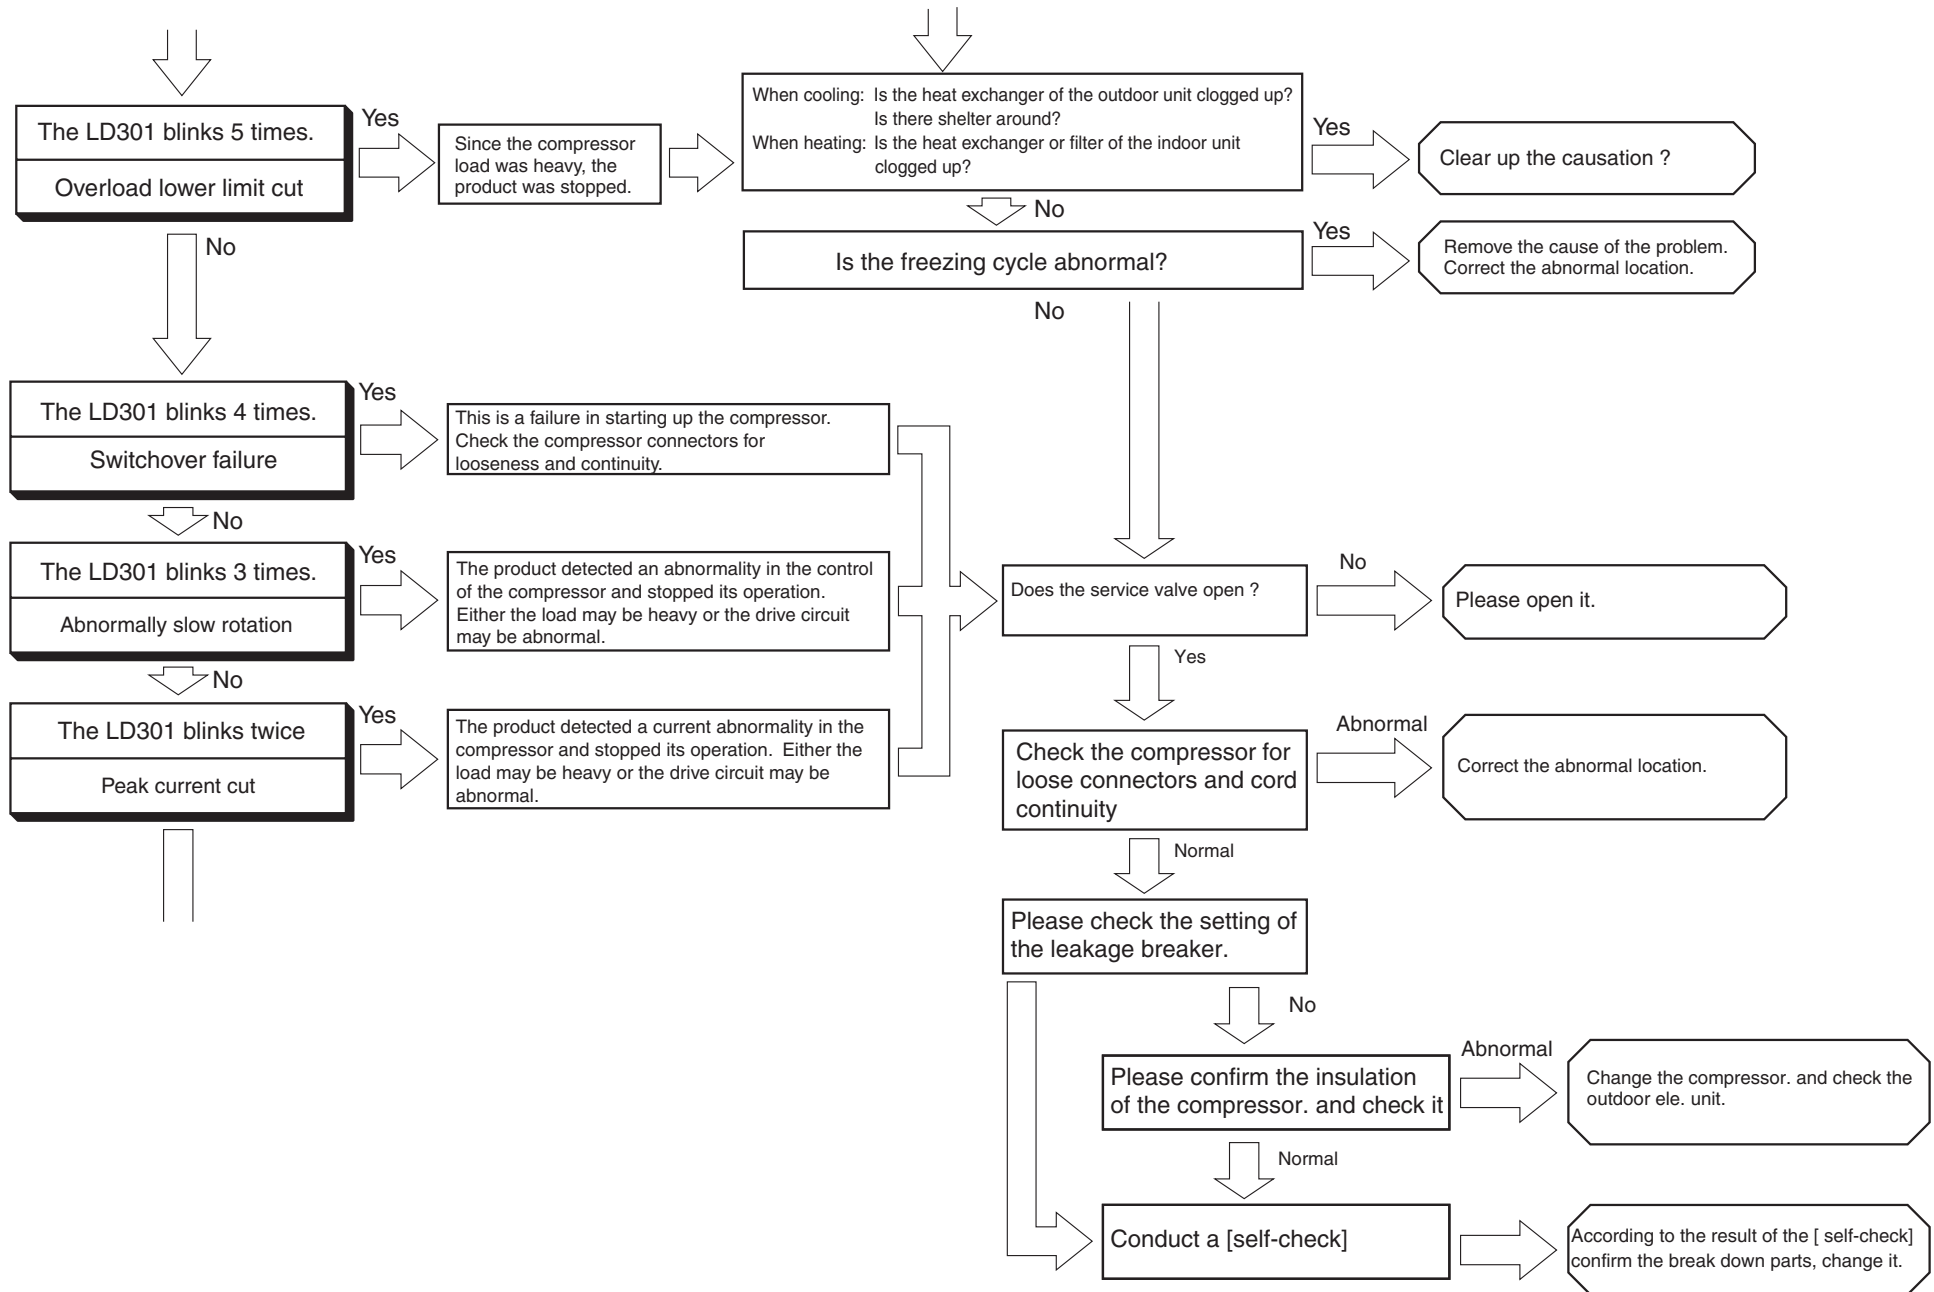 The LD301 blinks 5 times.
Overload lower limit cut
Yes
Since the compressor
load was heavy, the
product was stopped.
When cooling: Is the heat exchanger of the outdoor unit clogged up?
Is there shelter around?
When heating: Is the heat exchanger or filter of the indoor unit
clogged up?
Yes
Clear up the causation ?
No
Is the freezing cycle abnormal?
Yes
Remove the cause of the problem.
Correct the abnormal location.
No
No
The LD301 blinks 4 times.
Switchover failure
Yes
This is a failure in starting up the compressor.
Check the compressor connectors for
looseness and continuity.
No
The LD301 blinks 3 times.
Abnormally slow rotation
Yes
The product detected an abnormality in the control
of the compressor and stopped its operation.
Either the load may be heavy or the drive circuit
may be abnormal.
No
The LD301 blinks twice
Peak current cut
Yes
The product detected a current abnormality in the
compressor and stopped its operation.  Either the
load may be heavy or the drive circuit may be
abnormal.
Does the service valve open ?
No
Please open it.
Yes
Check the compressor for
loose connectors and cord
continuity
Abnormal
Correct the abnormal location.
Normal
Please check the setting of
the leakage breaker.
No
Please confirm the insulation
of the compressor. and check it
Abnormal
Change the compressor. and check the
outdoor ele. unit.
Normal
Conduct a [self-check]
According to the result of the [ self-check]
confirm the break down parts, change it.